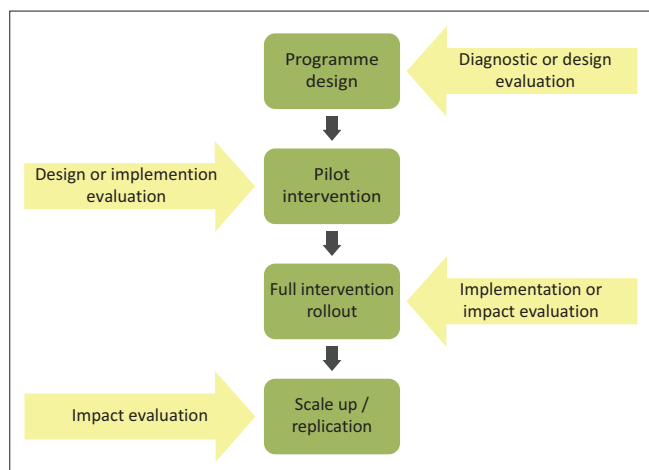 Programme
design
Diagnostic or design
evaluation
Design or implemention
evaluation
Pilot
intervention
Full intervention
rollout
Implementation or
impact evaluation
Impact evaluation
Scale up /
replication